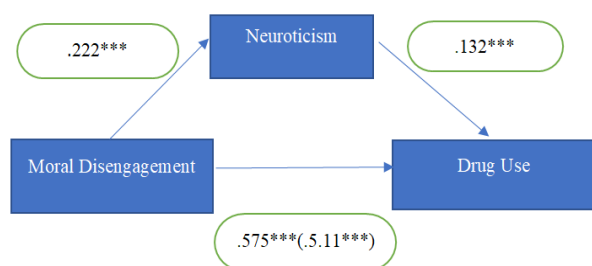 Neuroticism
.222***
.132***
Moral Disengagement
Drug Use
.575***(.5.11***)